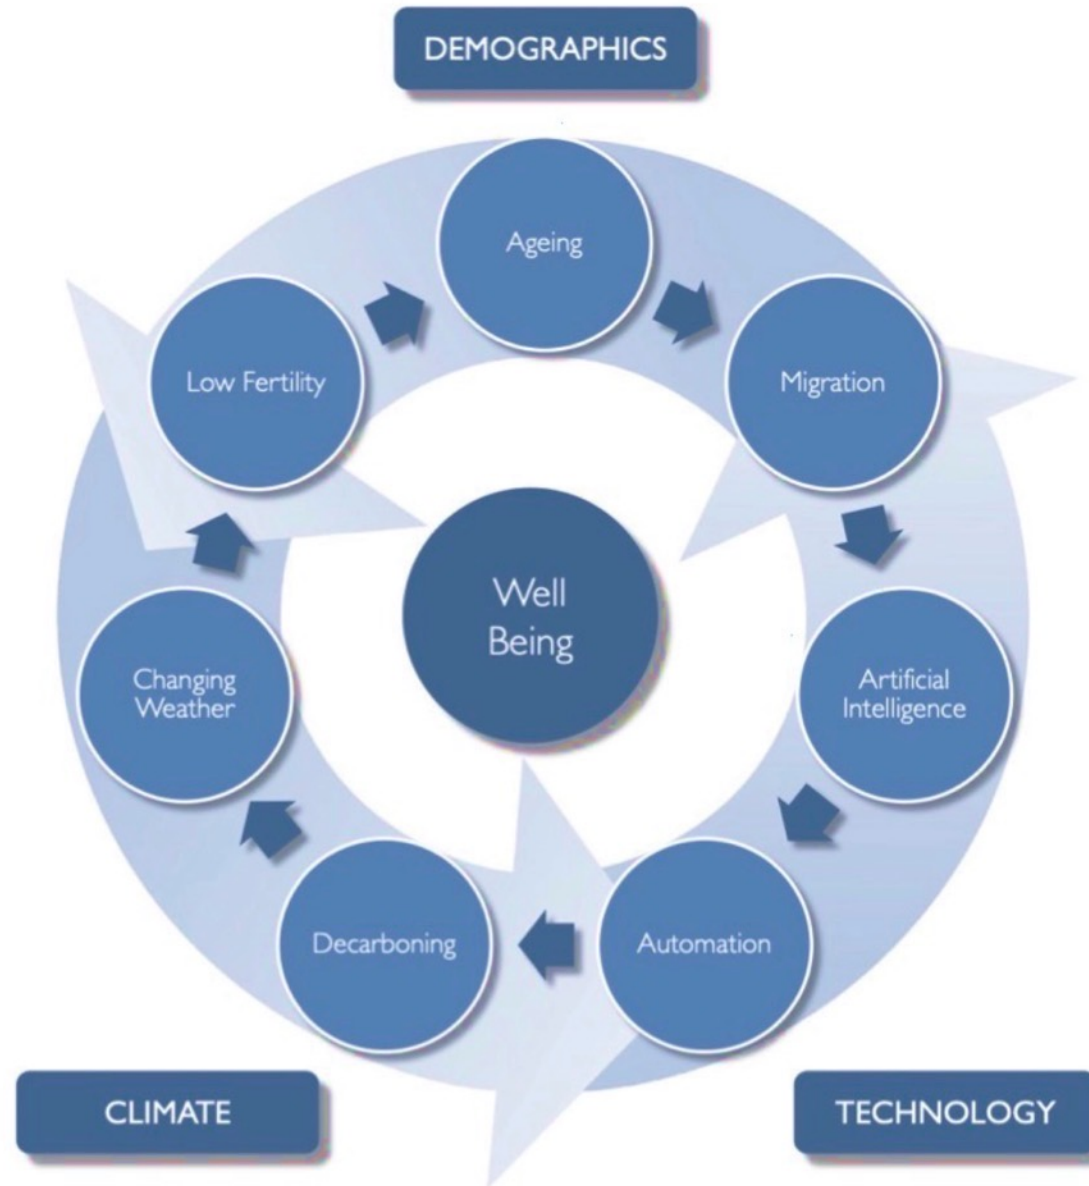 DEMOGRAPHICS
Ageing
Low Fertility
Migration
Well
Being
Changing
Weather
Artificial
Intelligence
Decarboning
Automation
CLIMATE
TECHNOLOGY